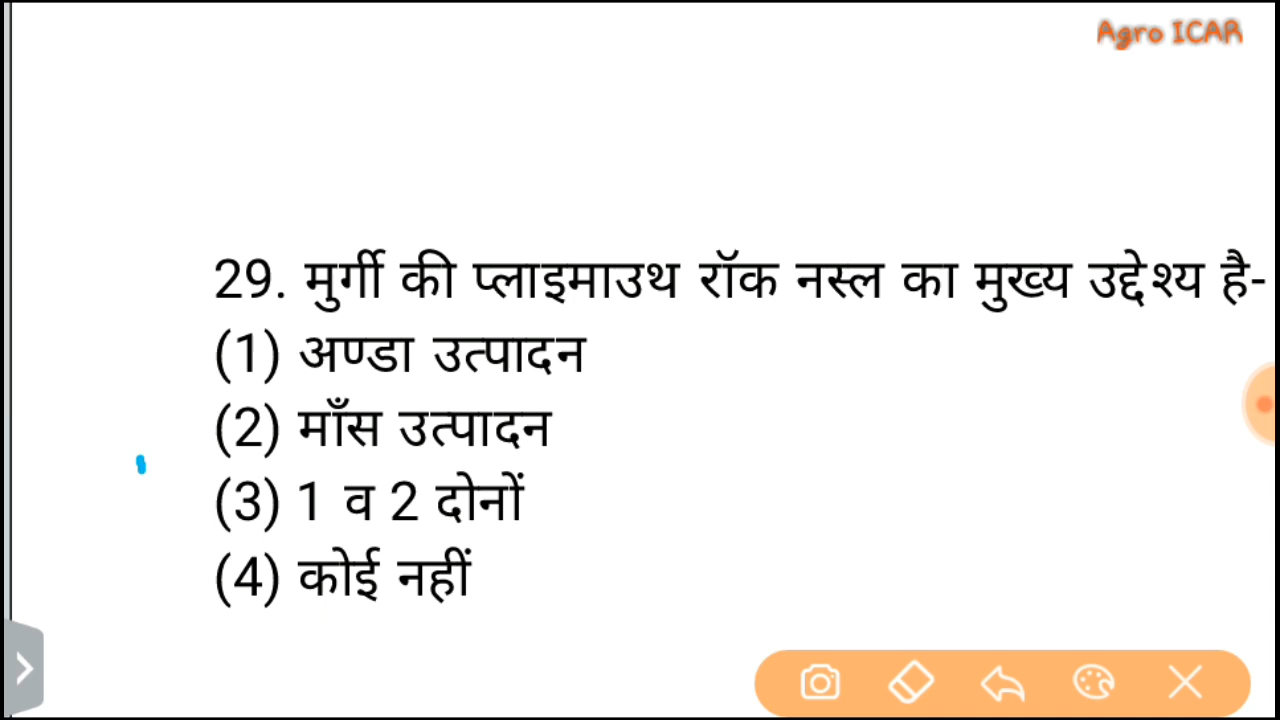 Agro ICAR
29. मुर्गी की प्लाइमाउथ रॉक नस्ल का मुख्य उद्देश्य है-
(1) अण्डा उत्पादन
(2) माँस उत्पादन
(3) 1 व 2 दोनों
(4) कोई नहीं